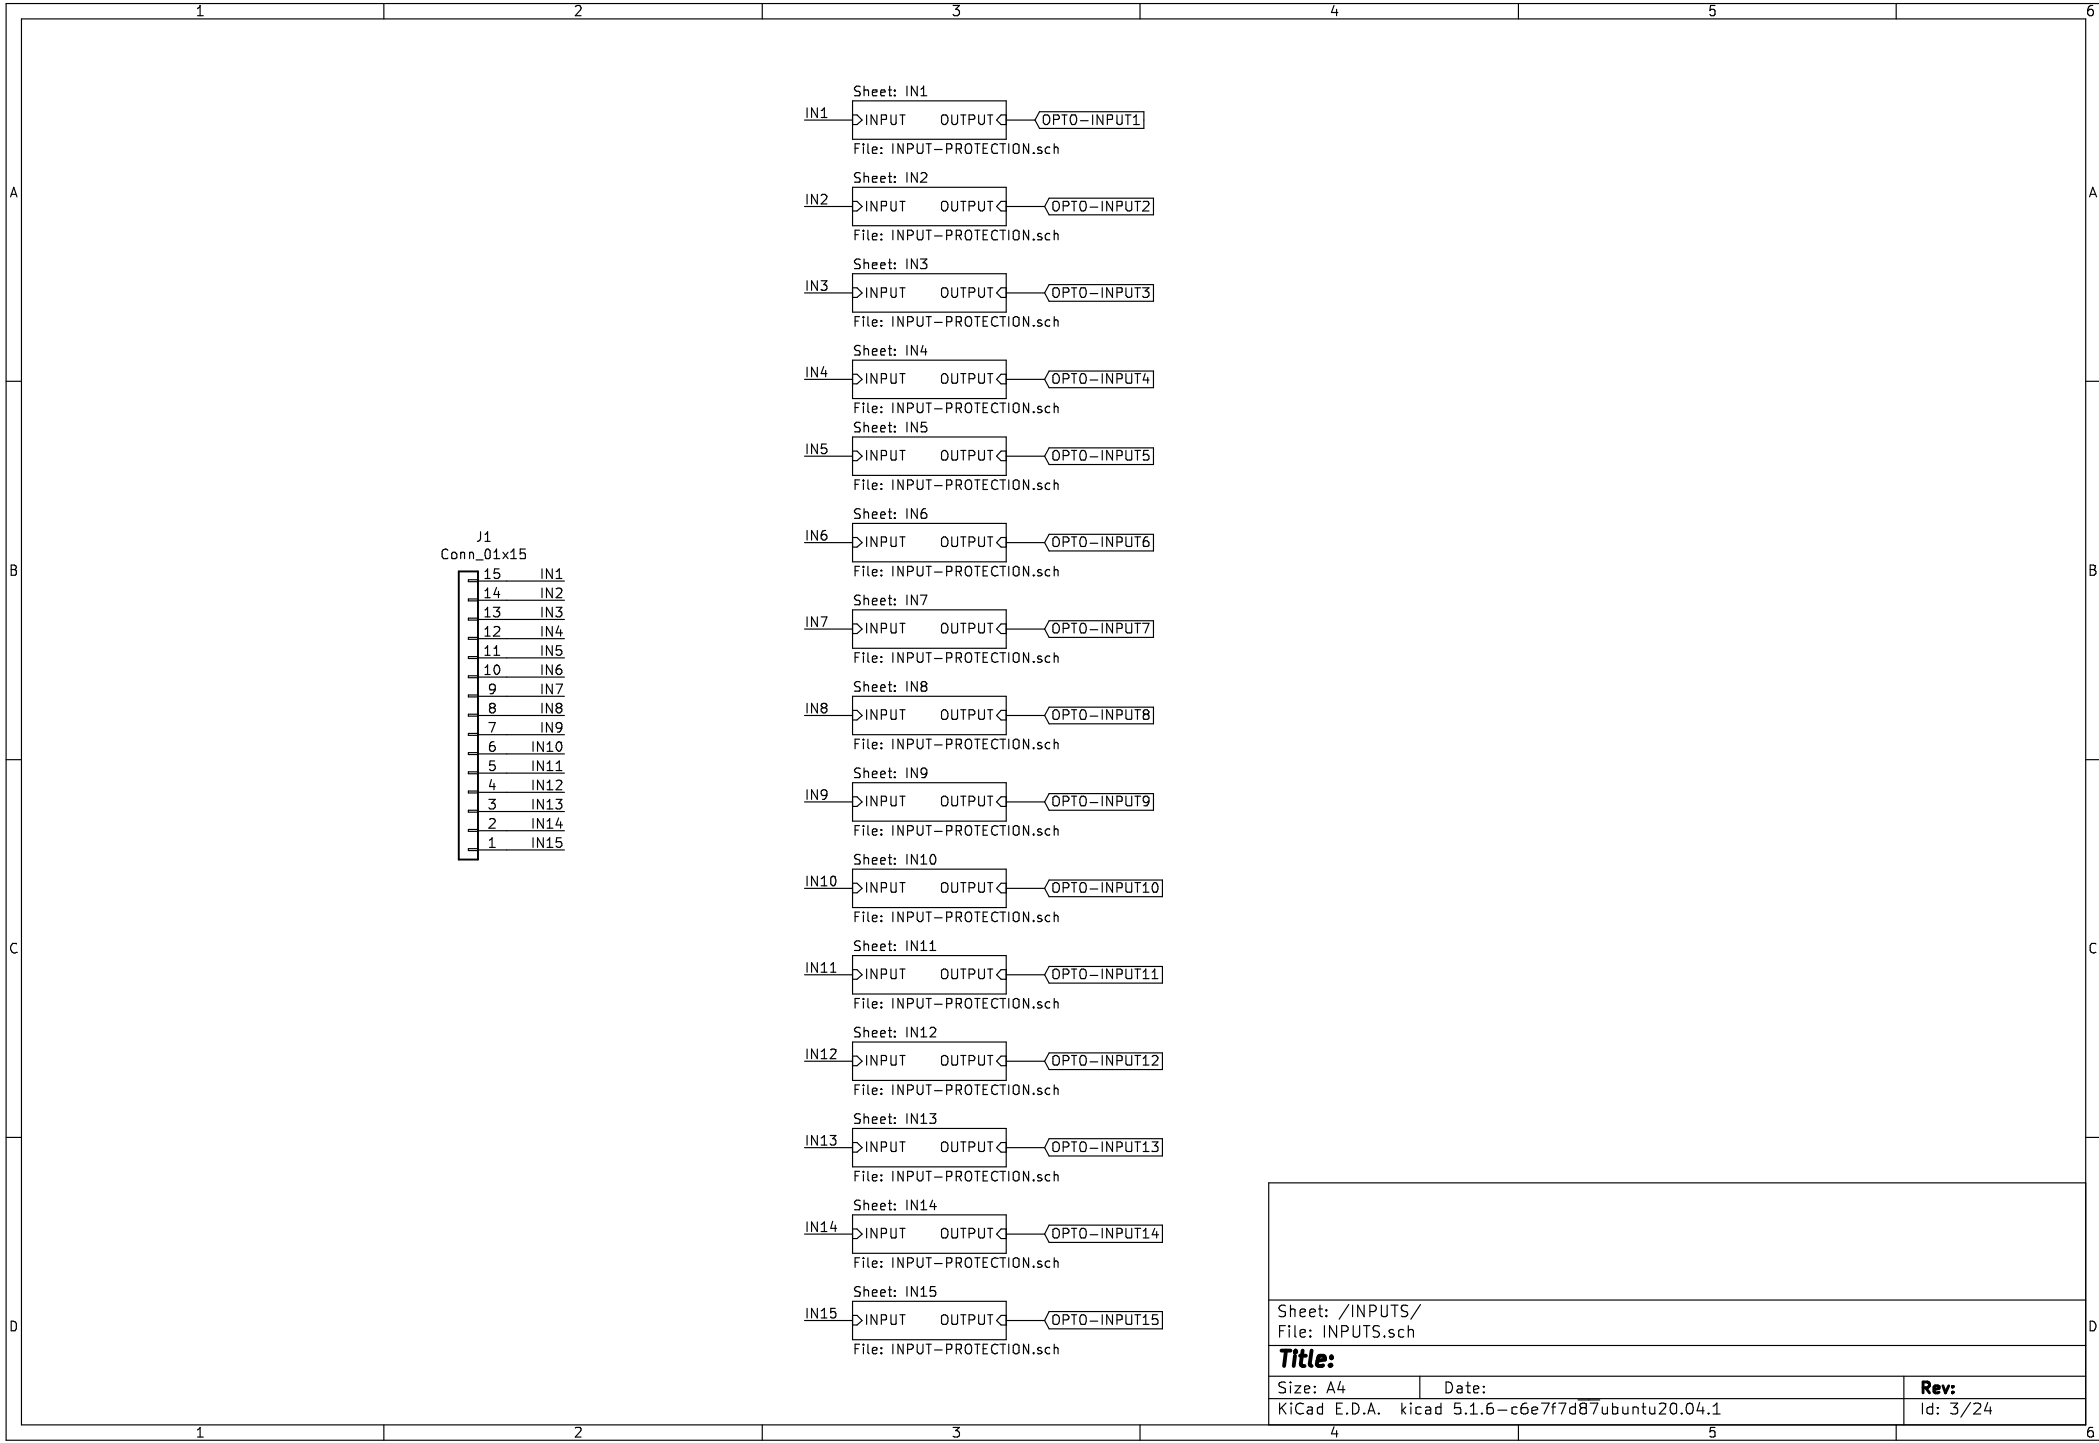 1 2 3 4 5 6
Sheet: IN1
IN1 INPUT OUTPUT OPTO-INPUT1
File: INPUT-PROTECTION.sch
Sheet: IN2
A IN2 INPUT OUTPUT OPTO-INPUT2 A
File: INPUT-PROTECTION.sch
Sheet: IN3
IN3 INPUT OUTPUT OPTO-INPUT3
File: INPUT-PROTECTION.sch
Sheet: IN4
IN4 INPUT OUTPUT OPTO-INPUT4
File: INPUT-PROTECTION.sch
Sheet: IN5
IN5 INPUT OUTPUT OPTO-INPUT5
File: INPUT-PROTECTION.sch
Sheet: IN6
IN6 INPUT OUTPUT OPTO-INPUT6
File: INPUT-PROTECTION.sch
J1
Conn_01x15
B B
15 IN1
14 IN2
13 IN3
12 IN4
11 IN5
10 IN6
9 IN7
8 IN8
7 IN9
6 IN10
5 IN11
4 IN12
3 IN13
2 IN14
1 IN15
Sheet: IN7
IN7 INPUT OUTPUT OPTO-INPUT7
File: INPUT-PROTECTION.sch
Sheet: IN8
IN8 INPUT OUTPUT OPTO-INPUT8
File: INPUT-PROTECTION.sch
Sheet: IN9
IN9 INPUT OUTPUT OPTO-INPUT9
File: INPUT-PROTECTION.sch
Sheet: IN10
IN10 INPUT OUTPUT OPTO-INPUT10
File: INPUT-PROTECTION.sch
Sheet: IN11
C C
IN11 INPUT OUTPUT OPTO-INPUT11
File: INPUT-PROTECTION.sch
Sheet: IN12
IN12 INPUT OUTPUT OPTO-INPUT12
File: INPUT-PROTECTION.sch
Sheet: IN13
IN13 INPUT OUTPUT OPTO-INPUT13
File: INPUT-PROTECTION.sch
Sheet: IN14
IN14 INPUT OUTPUT OPTO-INPUT14
File: INPUT-PROTECTION.sch
Sheet: IN15
IN15 INPUT OUTPUT OPTO-INPUT15
File: INPUT-PROTECTION.sch
D D
Sheet: /INPUTS/
File: INPUTS.sch
Title:
Size: A4 Date: Rev:
KiCad E.D.A. kicad 5.1.6-c6e7f7d87ubuntu20.04.1 Id: 3/24
1 2 3 4 5 6